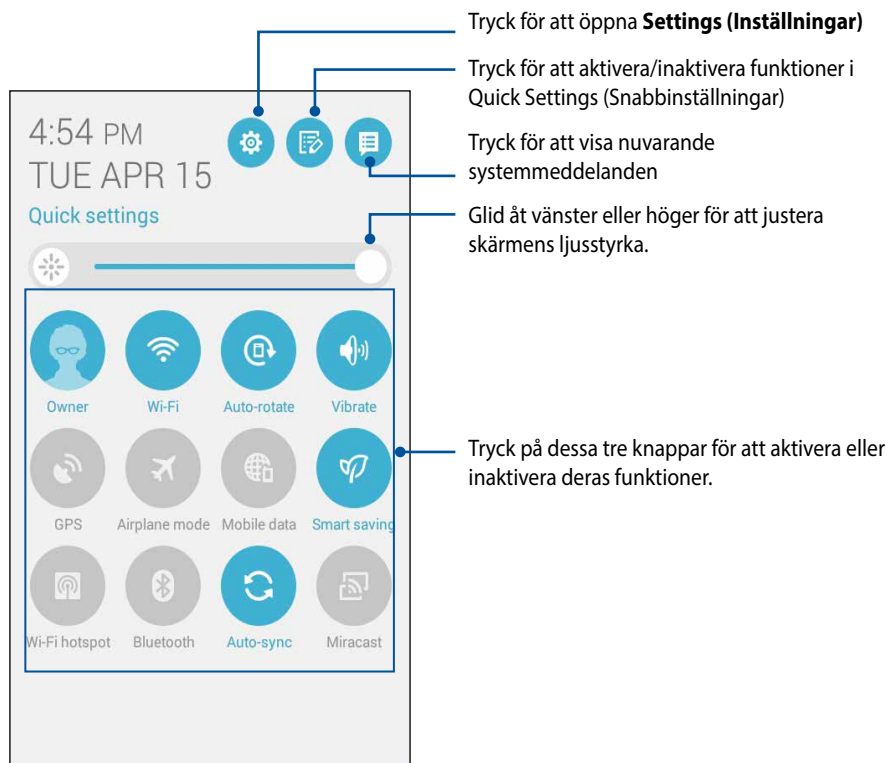 Tryck för att öppna Settings (Inställningar)
Tryck för att aktivera/inaktivera funktioner i
Quick Settings (Snabbinställningar)
Tryck för att visa nuvarande
systemmeddelanden
Glid åt vänster eller höger för att justera
skärmens ljusstyrka.
4:54 PM
TUE APR 15
Quick settings
Owner Wi-Fi Auto-rotate Vibrate
GPS Airplane mode Mobile data Smart saving
Wi-Fi hotspot Bluetooth Auto-sync Miracast
Tryck på dessa tre knappar för att aktivera eller
inaktivera deras funktioner.